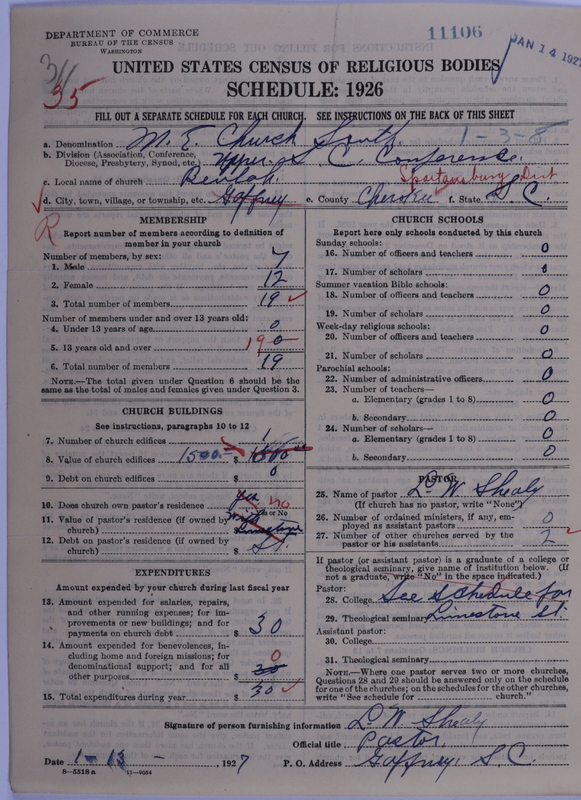 DEPARTMENT OF COMMERCE
BUREAU OF THE CENSUS
WASHINGTON
11106
JAN 14 1927
35
UNITED STATES CENSUS OF RELIGIOUS BODIES
SCHEDULE: 1926
FILL OUT A SEPARATE SCHEDULE FOR EACH CHURCH. SEE INSTRUCTIONS ON THE BACK OF THIS SHEET
a. Denomination M. E. Church South 1-3-8
b. Division (Association, Conference,
Diocese, Presbytery, Synod, etc.) Upper S. C. Conference
c. Local name of church Spartanburg Dist
d. City, town, village, or township, etc. Gaffney e. County Cherokee f. State S. C.
R
MEMBERSHIP
Report number of members according to definition of
member in your church
Number of members, by sex:
1. Male 7
2. Female 12
3. Total number of members 19
Number of members under and over 13 years old:
4. Under 13 years of age 0
5. 13 years old and over 19 0
6. Total number of members 19
NOTE.—The total given under Question 6 should be the
same as the total of males and females given under Question 3.
CHURCH BUILDINGS
See instructions, paragraphs 10 to 12
7. Number of church edifices 1
8. Value of church edifices 1500.- $ 1500
9. Debt on church edifices $ 0
10. Does church own pastor's residence Yes no
Yes or No
11. Value of pastor's residence (if owned by
church) $ Limestone
12. Debt on pastor's residence (if owned by
church) $ St.
EXPENDITURES
Amount expended by your church during last fiscal year
13. Amount expended for salaries, repairs,
and other running expenses; for im-
provements or new buildings; and for
payments on church debt $ 30
14. Amount expended for benevolences, in-
cluding home and foreign missions; for
denominational support; and for all
other purposes $ 0 30
15. Total expenditures during year $ 30
CHURCH SCHOOLS
Report here only schools conducted by this church
Sunday schools:
16. Number of officers and teachers 0
17. Number of scholars 0
Summer vacation Bible schools:
18. Number of officers and teachers 0
19. Number of scholars 0
Week-day religious schools:
20. Number of officers and teachers 0
21. Number of scholars 0
Parochial schools:
22. Number of administrative officers 0
23. Number of teachers—
a. Elementary (grades 1 to 8) 0
b. Secondary 0
24. Number of scholars—
a. Elementary (grades 1 to 8) 0
b. Secondary 0
PASTOR
25. Name of pastor L. W. Shealy
(If church has no pastor, write "None")
26. Number of ordained ministers, if any, em-
ployed as assistant pastors 0
27. Number of other churches served by the
pastor or his assistants 2
If pastor (or assistant pastor) is a graduate of a college or
theological seminary, give name of institution below. (If
not a graduate, write "No" in the space indicated.)
Pastor:
28. College See schedule for
29. Theological seminary Limestone St.
Assistant pastor:
30. College
31. Theological seminary
NOTE.—Where one pastor serves two or more churches,
Questions 28 and 29 should be answered only on the schedule
for one of the churches; on the schedules for the other churches,
write "See schedule for church."
Signature of person furnishing information L. W. Shealy
Official title Pastor
Date 1-13- , 1927 P. O. Address Gaffney, S. C.
8-5518a 11-9054